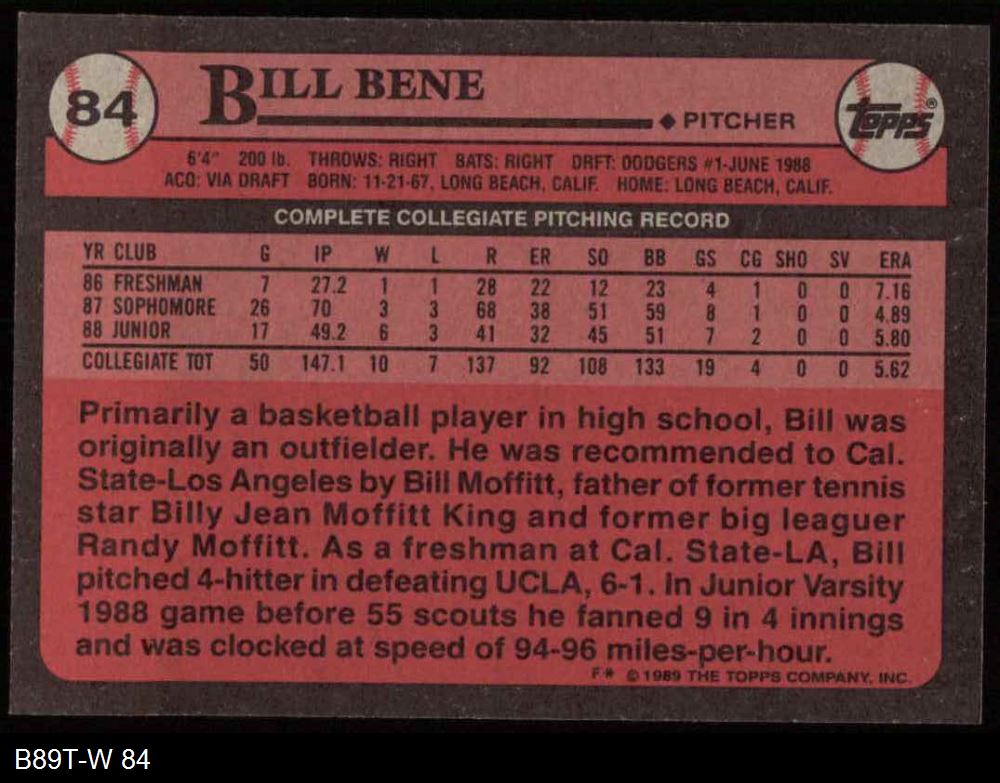 84
BILL BENE
◆ PITCHER
TOPPS®
6'4" 200 lb. THROWS: RIGHT BATS: RIGHT DRFT: DODGERS #1-JUNE 1988
ACQ: VIA DRAFT BORN: 11-21-67, LONG BEACH, CALIF. HOME: LONG BEACH, CALIF.
COMPLETE COLLEGIATE PITCHING RECORD
YR CLUB G IP W L R ER SO BB GS CG SHO SV ERA
86 FRESHMAN 7 27.2 1 1 28 22 12 23 4 1 0 0 7.16
87 SOPHOMORE 26 70 3 3 68 38 51 59 8 1 0 0 4.89
88 JUNIOR 17 49.2 6 3 41 32 45 51 7 2 0 0 5.80
COLLEGIATE TOT 50 147.1 10 7 137 92 108 133 19 4 0 0 5.62
Primarily a basketball player in high school, Bill was
originally an outfielder. He was recommended to Cal.
State-Los Angeles by Bill Moffitt, father of former tennis
star Billy Jean Moffitt King and former big leaguer
Randy Moffitt. As a freshman at Cal. State-LA, Bill
pitched 4-hitter in defeating UCLA, 6-1. In Junior Varsity
1988 game before 55 scouts he fanned 9 in 4 innings
and was clocked at speed of 94-96 miles-per-hour.
F* © 1989 THE TOPPS COMPANY, INC.
B89T-W 84